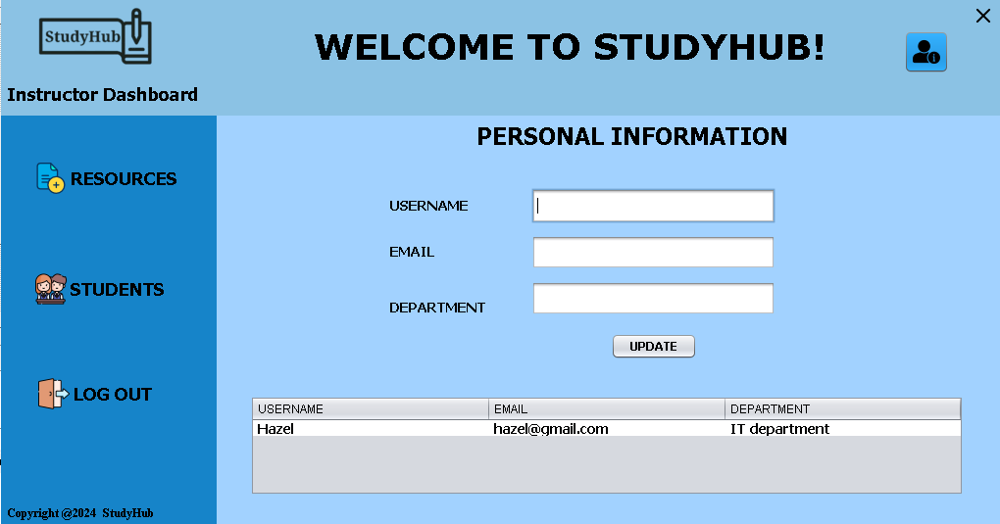 StudyHub
WELCOME TO STUDYHUB!
Instructor Dashboard
PERSONAL INFORMATION
RESOURCES
USERNAME
EMAIL
STUDENTS
DEPARTMENT
UPDATE
LOG OUT
USERNAME EMAIL DEPARTMENT
Hazel hazel@gmail.com IT department
Copyright @2024 StudyHub